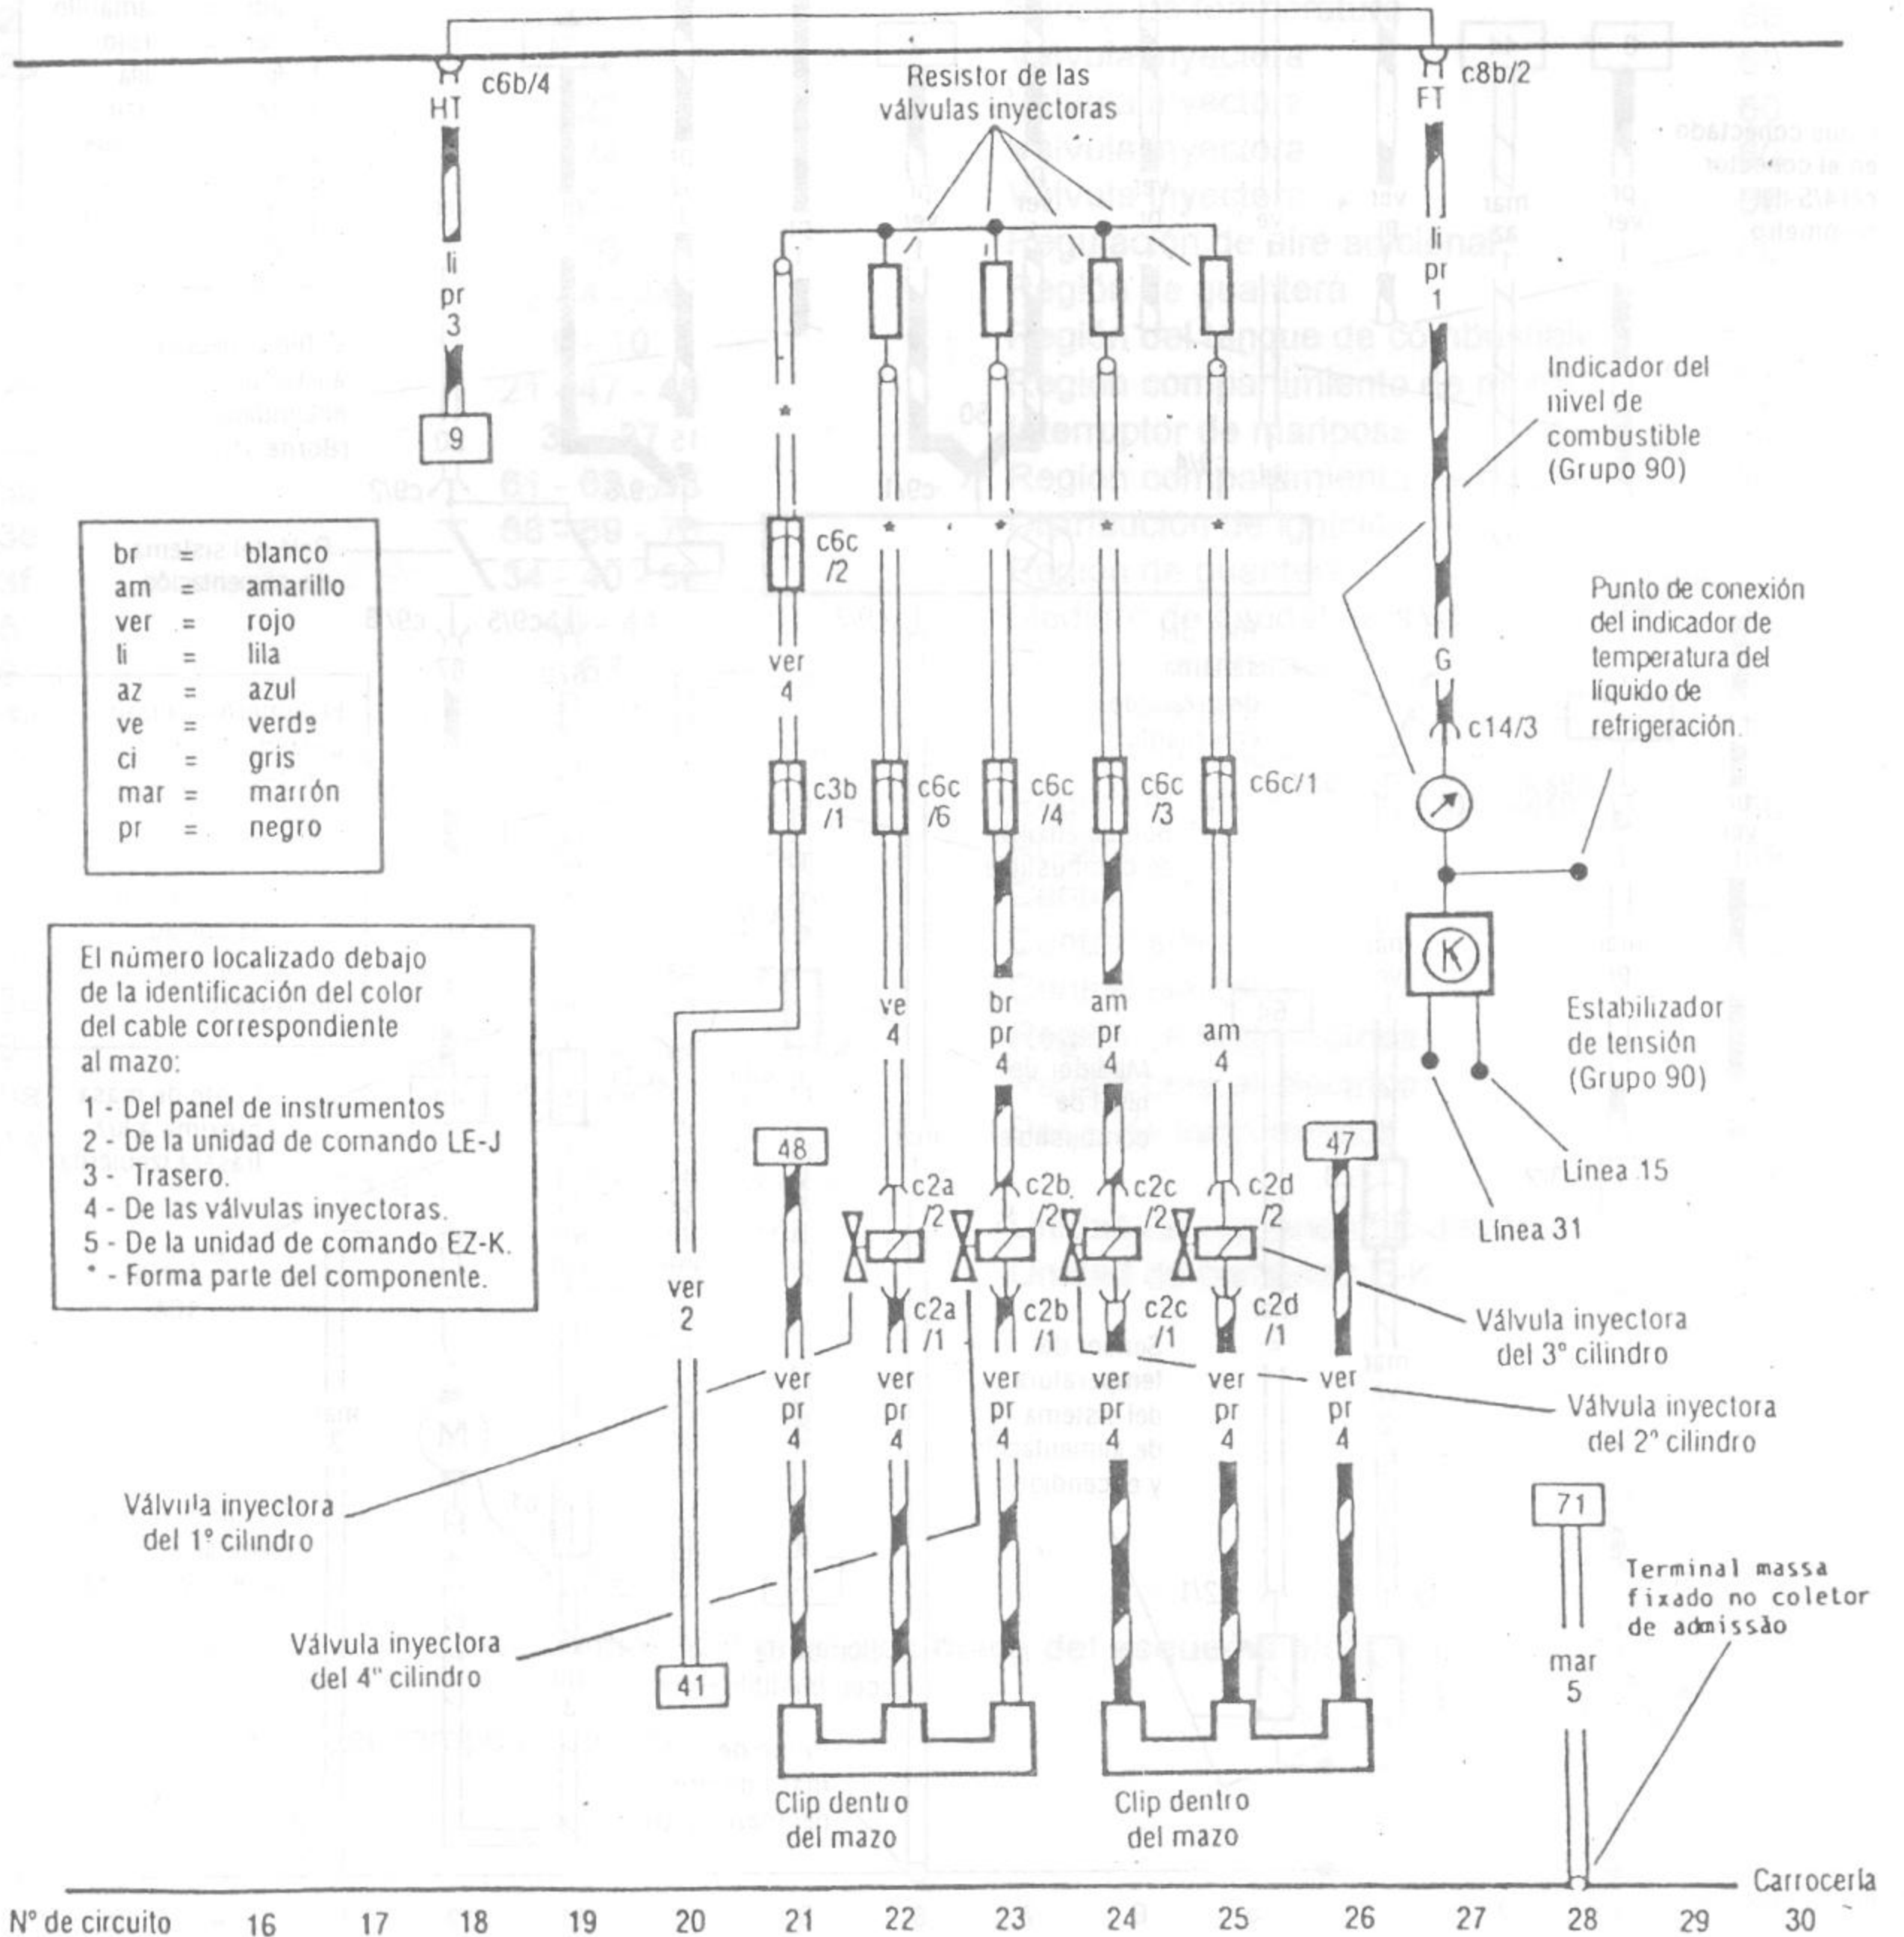 c6b/4
HT
Resistor de las
válvulas inyectoras
c8b/2
FT
li
pr
3
9
li
pr
1
*
*
*
*
*
Indicador del
nivel de
combustible
(Grupo 90)
br = blanco
am = amarillo
ver = rojo
li = lila
az = azul
ve = verde
ci = gris
mar = marrón
pr = negro
c6c
/2
ver
4
Punto de conexión
del indicador de
temperatura del
líquido de
refrigeración.
G
c14/3
c3b
/1
c6c
/6
c6c
/4
c6c
/3
c6c/1
El número localizado debajo
de la identificación del color
del cable correspondiente
al mazo:
1 - Del panel de instrumentos
2 - De la unidad de comando LE-J
3 - Trasero.
4 - De las válvulas inyectoras.
5 - De la unidad de comando EZ-K.
* - Forma parte del componente.
K
ve
4
br
pr
4
am
pr
4
am
4
Estabilizador
de tensión
(Grupo 90)
Línea 15
Línea 31
48
47
c2a
/2
c2b
/2
c2c
/2
c2d
/2
ver
2
c2a
/1
c2b
/1
c2c
/1
c2d
/1
Válvula inyectora
del 3º cilindro
ver
pr
4
ver
pr
4
ver
pr
4
ver
pr
4
ver
pr
4
ver
pr
4
Válvula inyectora
del 2º cilindro
Válvula inyectora
del 1º cilindro
71
Terminal massa
fixado no coletor
de admissão
Válvula inyectora
del 4º cilindro
41
mar
5
Clip dentro
del mazo
Clip dentro
del mazo
Carrocería
Nº de circuito 16 17 18 19 20 21 22 23 24 25 26 27 28 29 30